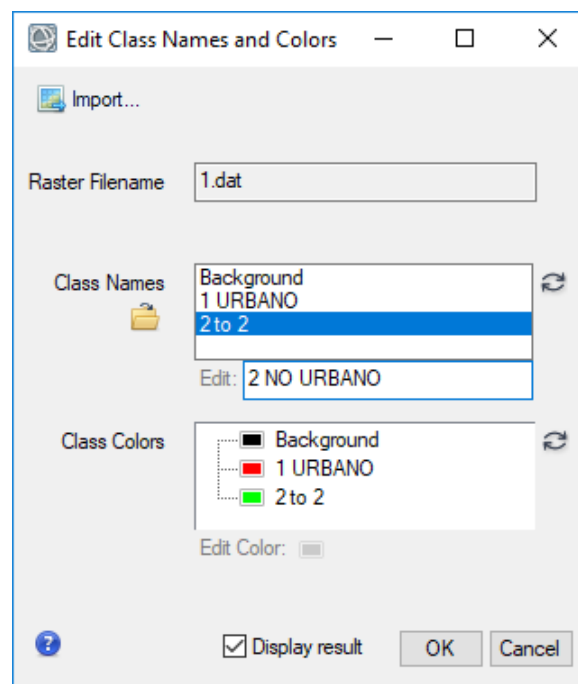 Edit Class Names and Colors
Import...
Raster Filename
1.dat
Class Names
Background
1 URBANO
2 to 2
Edit: 2 NO URBANO
Class Colors
Background
1 URBANO
2 to 2
Edit Color:
Display result
OK
Cancel